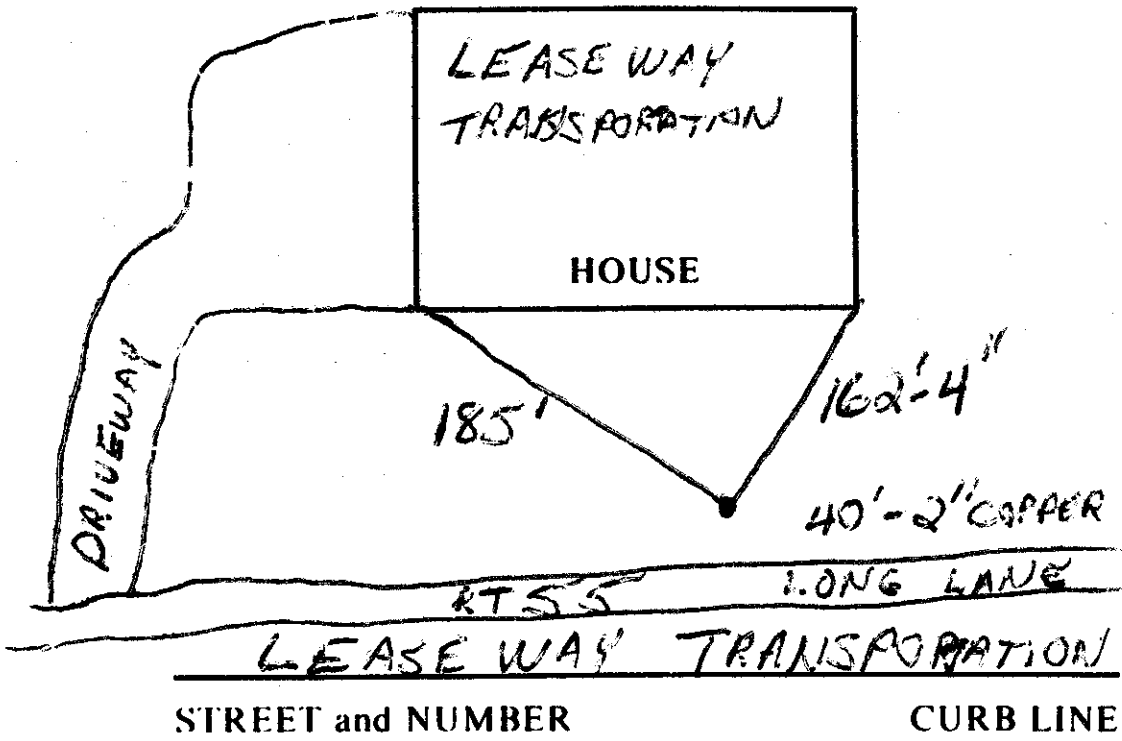 LEASE WAY
TRANSPORATION
HOUSE
185'
162'-4"
DRIVEWAY
40'-2" COPPER
RT 55 LONG LANE
LEASE WAY TRANSPORATION
STREET and NUMBER CURB LINE